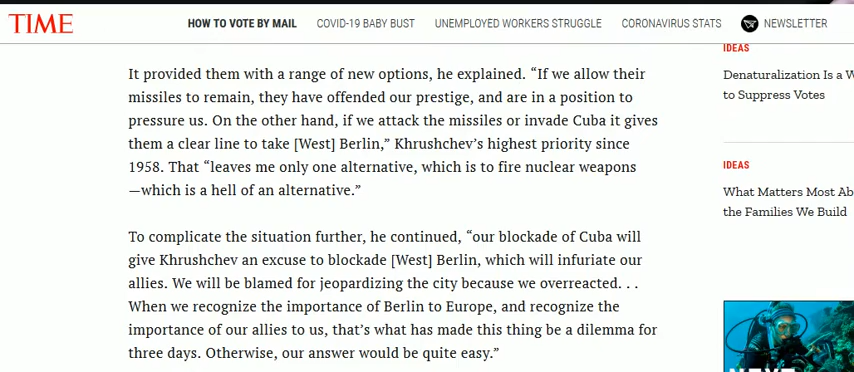 TIME
HOW TO VOTE BY MAIL COVID-19 BABY BUST UNEMPLOYED WORKERS STRUGGLE CORONAVIRUS STATS NEWSLETTER
It provided them with a range of new options, he explained. “If we allow their
missiles to remain, they have offended our prestige, and are in a position to
pressure us. On the other hand, if we attack the missiles or invade Cuba it gives
them a clear line to take [West] Berlin,” Khrushchev’s highest priority since
1958. That “leaves me only one alternative, which is to fire nuclear weapons
—which is a hell of an alternative.”
To complicate the situation further, he continued, “our blockade of Cuba will
give Khrushchev an excuse to blockade [West] Berlin, which will infuriate our
allies. We will be blamed for jeopardizing the city because we overreacted. . .
When we recognize the importance of Berlin to Europe, and recognize the
importance of our allies to us, that’s what has made this thing be a dilemma for
three days. Otherwise, our answer would be quite easy.”
IDEAS
Denaturalization Is a
to Suppress Votes
IDEAS
What Matters Most
the Families We Build